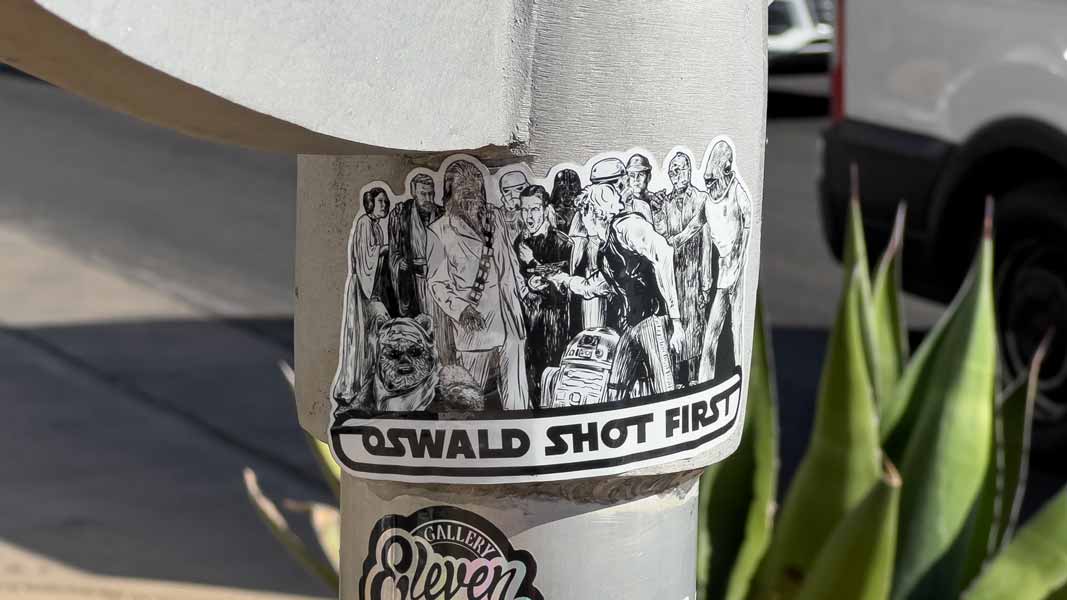 OSWALD SHOT FIRST
GALLERY
Eleven